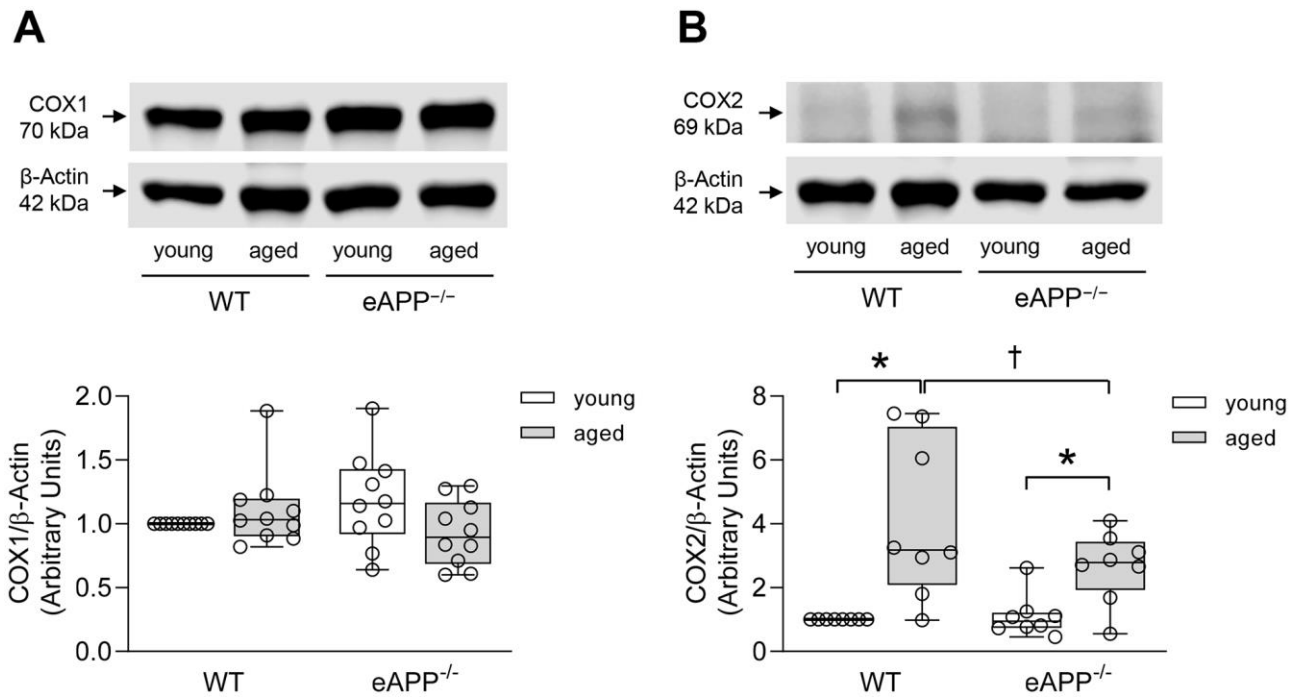 A
COX1
70 kDa
β-Actin
42 kDa
young aged young aged
WT eAPP⁻/⁻
COX1/β-Actin
(Arbitrary Units)
2.0
1.5
1.0
0.5
0.0
young
aged
WT eAPP⁻/⁻
B
COX2
69 kDa
β-Actin
42 kDa
young aged young aged
WT eAPP⁻/⁻
COX2/β-Actin
(Arbitrary Units)
8
6
4
2
0
* †
*
young
aged
WT eAPP⁻/⁻